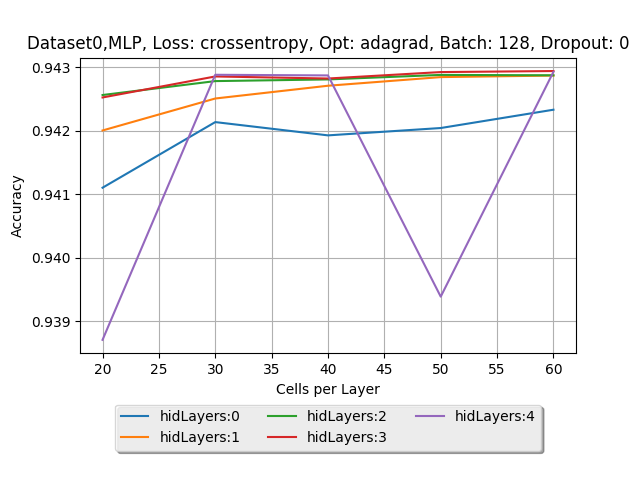 Dataset0,MLP, Loss: crossentropy, Opt: adagrad, Batch: 128, Dropout: 0
0.943
0.942
0.941
0.940
0.939
Accuracy
20 25 30 35 40 45 50 55 60
Cells per Layer
hidLayers:0 hidLayers:2 hidLayers:4
hidLayers:1 hidLayers:3